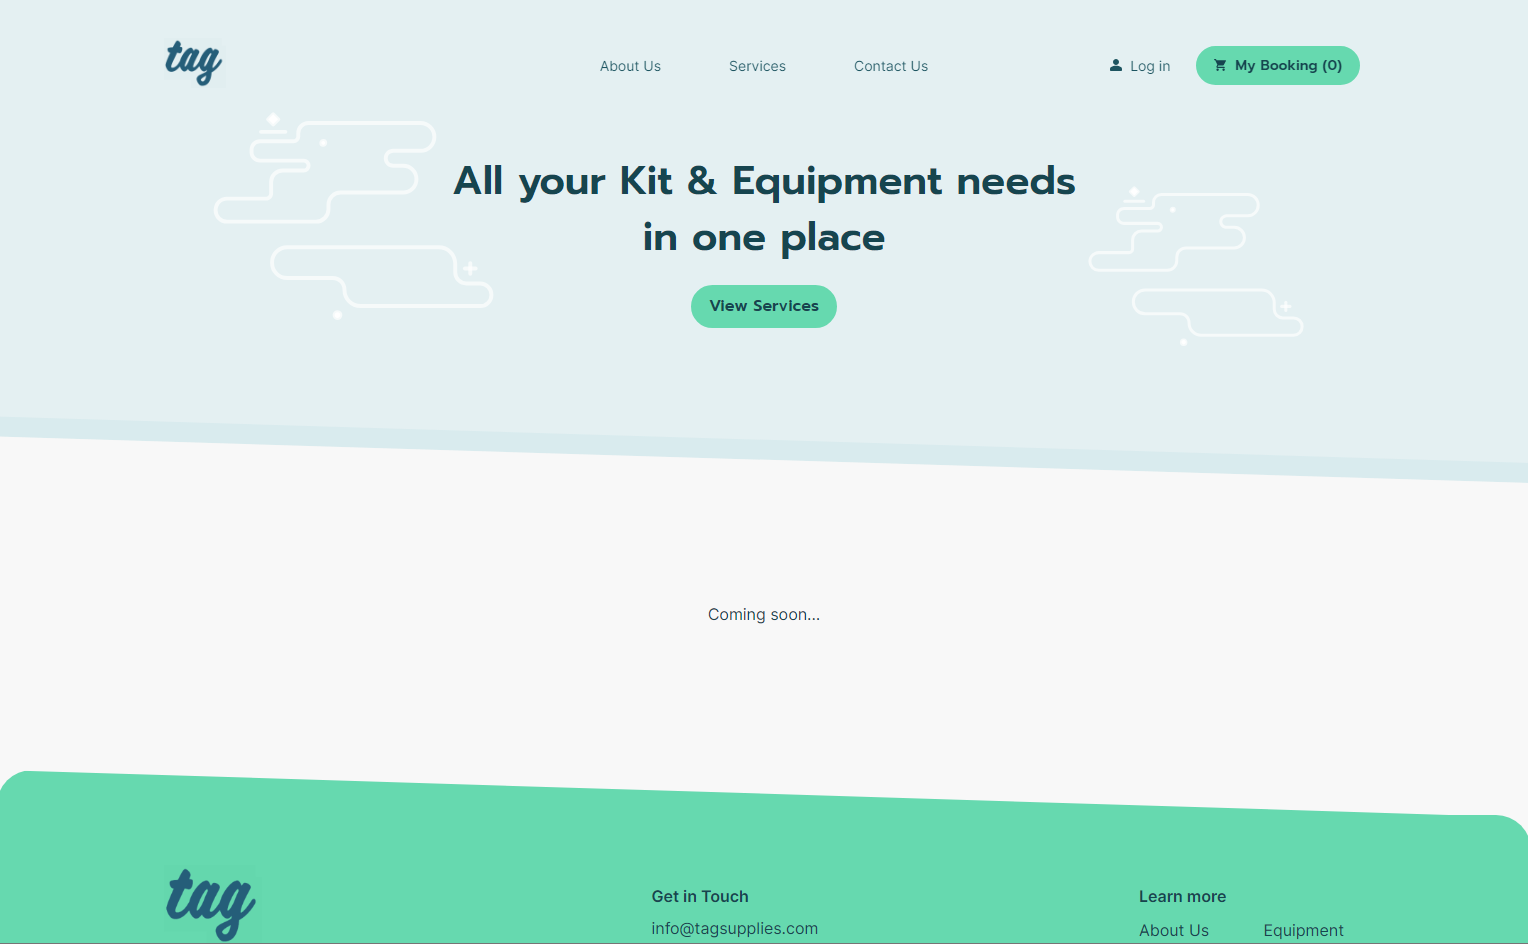 tag
About Us
Services
Contact Us
Log in
My Booking (0)
All your Kit & Equipment needs
in one place
View Services
Coming soon...
tag
Get in Touch
info@tagsupplies.com
Learn more
About Us
Equipment